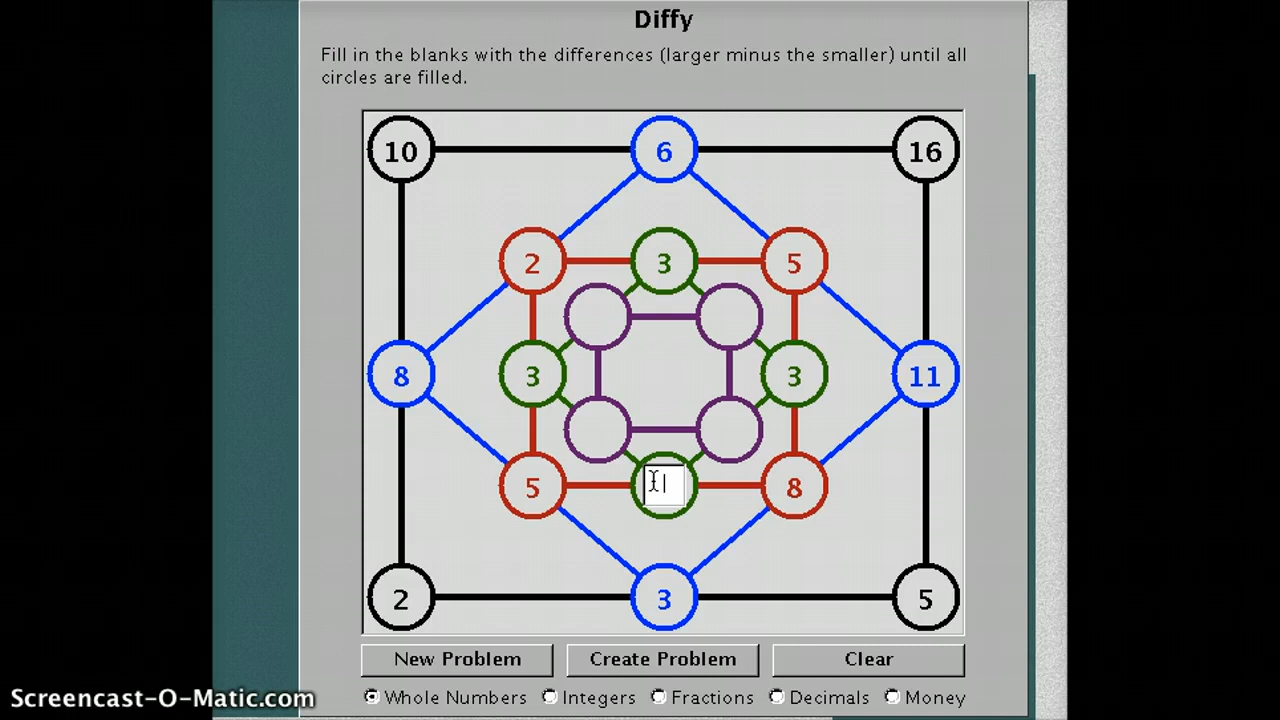 Diffy
Fill in the blanks with the differences (larger minus the smaller) until all
circles are filled.
10 6 16
2 3 5
8 3 3 11
5 8
2 3 5
New Problem Create Problem Clear
Whole Numbers Integers Fractions Decimals Money
Screencast-O-Matic.com